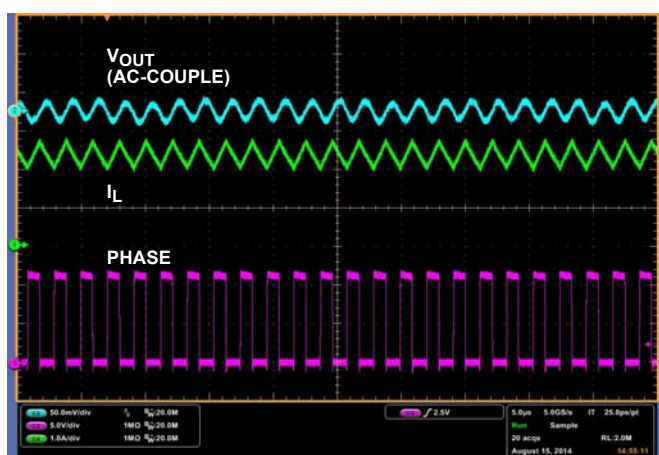 VOUT
(AC-COUPLE)
IL
PHASE
50.0mV/div 20.0M
5.0V/div 1MΩ 20.0M
1.0A/div 1MΩ 20.0M
2.5V
5.0µs 5.0GS/s IT 25.0ps/pt
Run Sample
20 acqs RL:2.0M
August 15, 2014 14:55:11